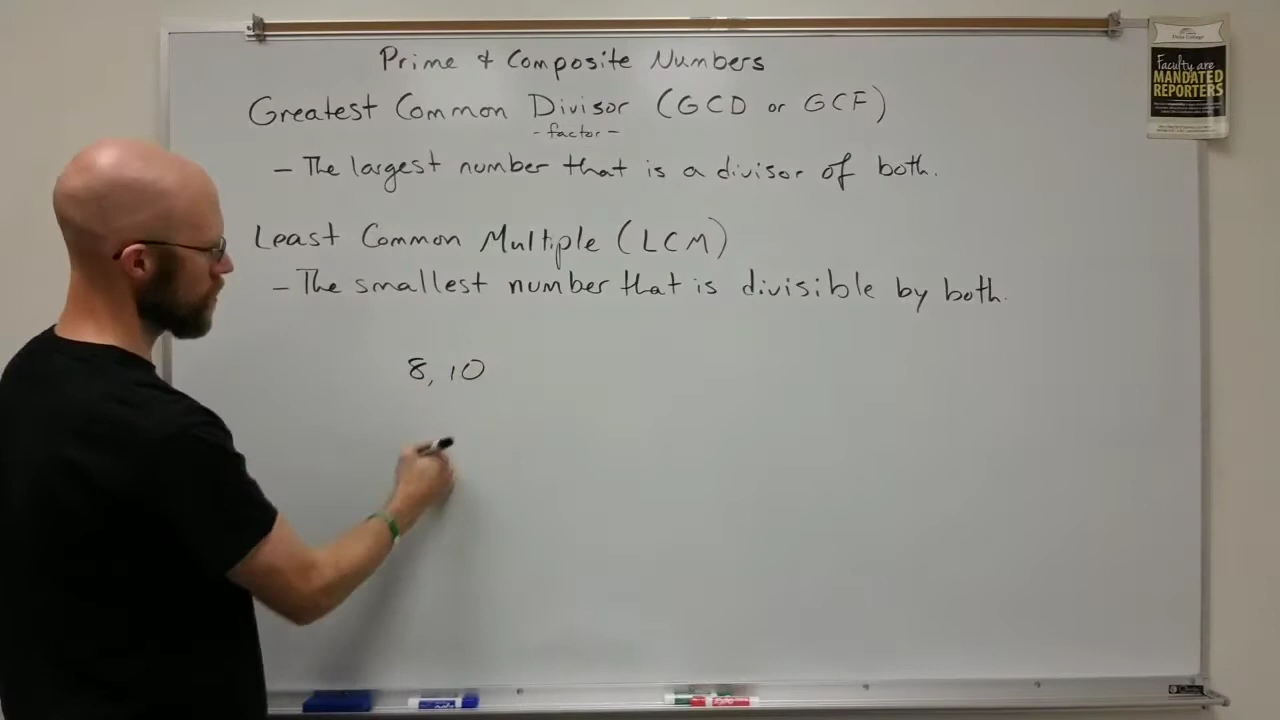 Prime & Composite Numbers
Greatest Common Divisor (GCD or GCF)
- factor -
- The largest number that is a divisor of both.
Least Common Multiple (LCM)
- The smallest number that is divisible by both.
8, 10
Faculty are
MANDATED
REPORTERS